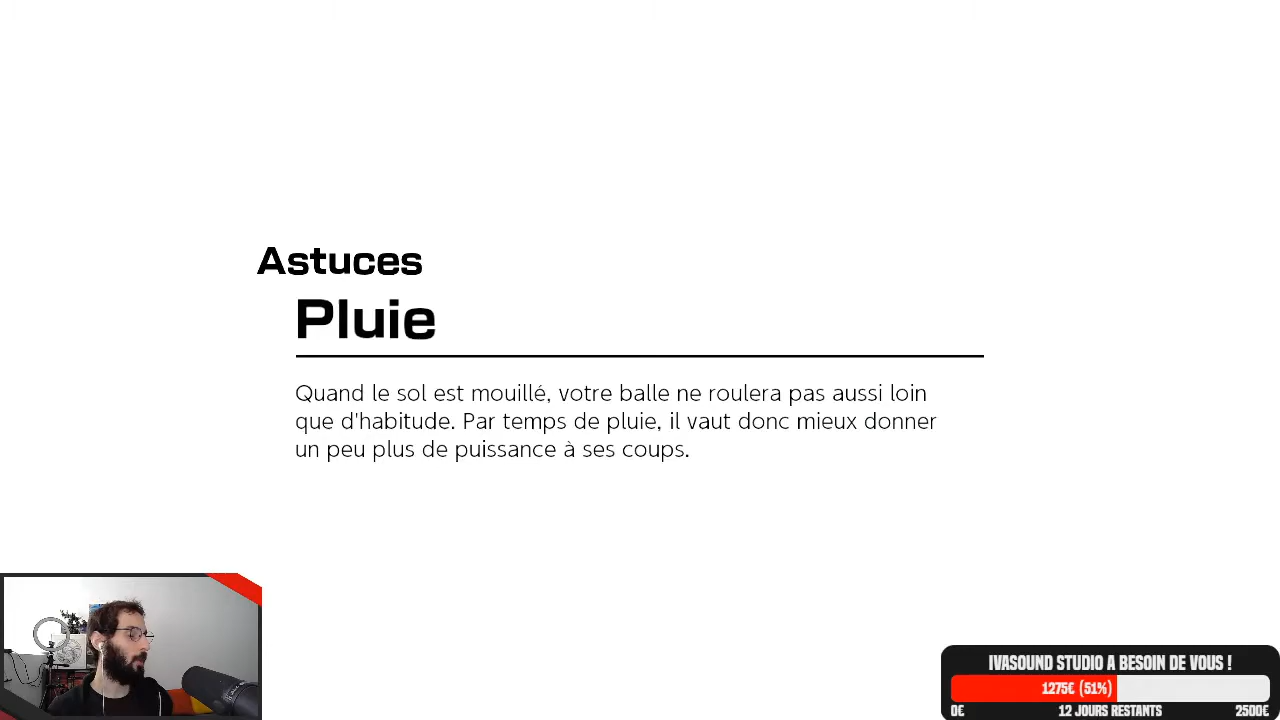 Astuces
Pluie
Quand le sol est mouillé, votre balle ne roulera pas aussi loin
que d'habitude. Par temps de pluie, il vaut donc mieux donner
un peu plus de puissance à ses coups.
IVASOUND STUDIO A BESOIN DE VOUS !
1275€ (51%)
0€ 12 JOURS RESTANTS 2500€